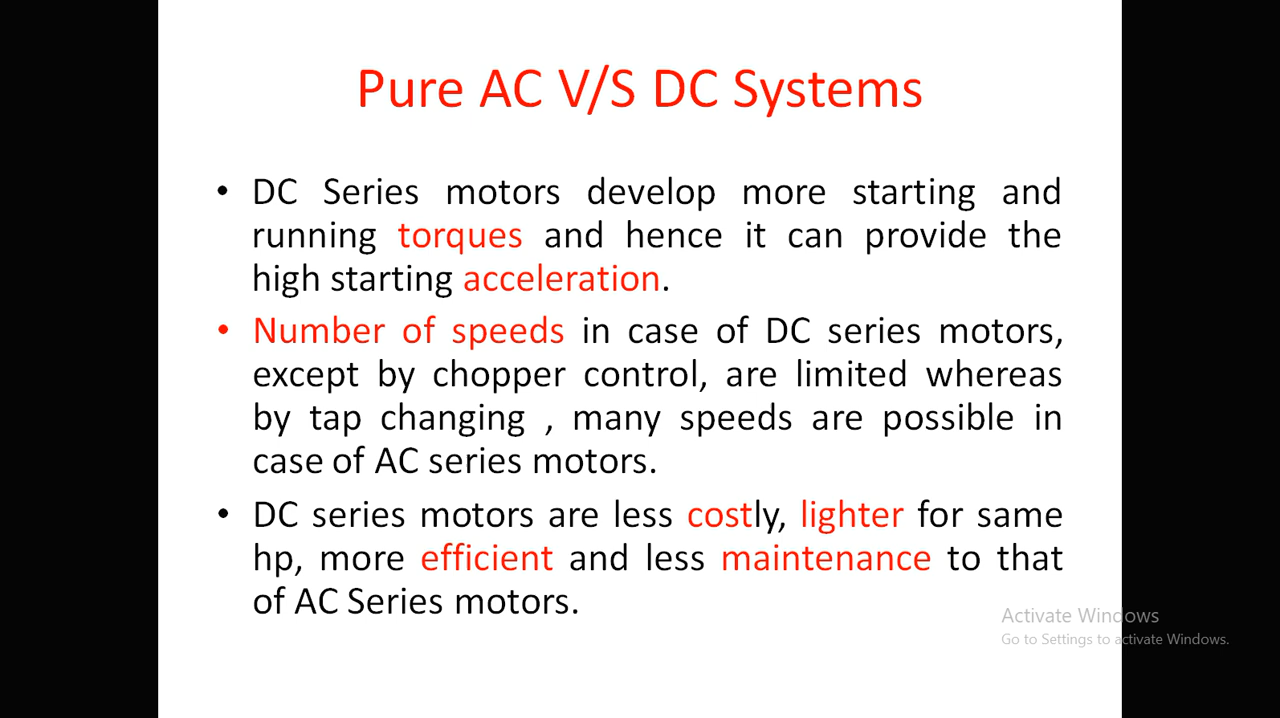 Pure AC V/S DC Systems
• DC Series motors develop more starting and
running torques and hence it can provide the
high starting acceleration.
• Number of speeds in case of DC series motors,
except by chopper control, are limited whereas
by tap changing , many speeds are possible in
case of AC series motors.
• DC series motors are less costly, lighter for same
hp, more efficient and less maintenance to that
of AC Series motors.
Activate Windows
Go to Settings to activate Windows.